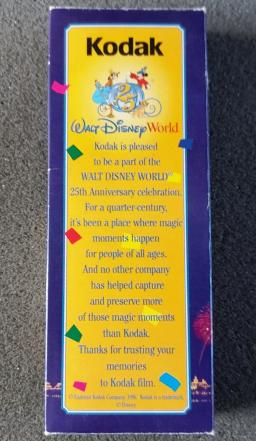 Kodak
25
WALT DISNEY World
Kodak is pleased
to be a part of the
WALT DISNEY WORLD®
25th Anniversary celebration.
For a quarter-century,
it's been a place where magic
moments happen
for people of all ages.
And no other company
has helped capture
and preserve more
of those magic moments
than Kodak.
Thanks for trusting your
memories
to Kodak film.
© Eastman Kodak Company, 1996. Kodak is a trademark.
© Disney